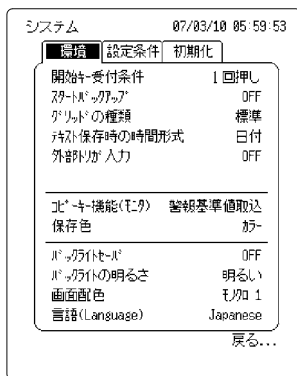 システム 07/03/10 05:59:53
環境 設定条件 初期化
開始ｷｰ受付条件 1回押し
ｽﾀｰﾄﾊﾞｯｸｱｯﾌﾟ OFF
ｸﾞﾘｯﾄﾞの種類 標準
ﾃｷｽﾄ保存時の時間形式 日付
外部ﾄﾘｶﾞ入力 OFF
ｺﾋﾟｰｷｰ機能(ﾓﾆﾀ) 警報基準値取込
保存色 ｶﾗｰ
ﾊﾞｯｸﾗｲﾄｾｰﾊﾞ OFF
ﾊﾞｯｸﾗｲﾄの明るさ 明るい
画面配色 ﾓﾉｸﾛ 1
言語(Language) Japanese
戻る...